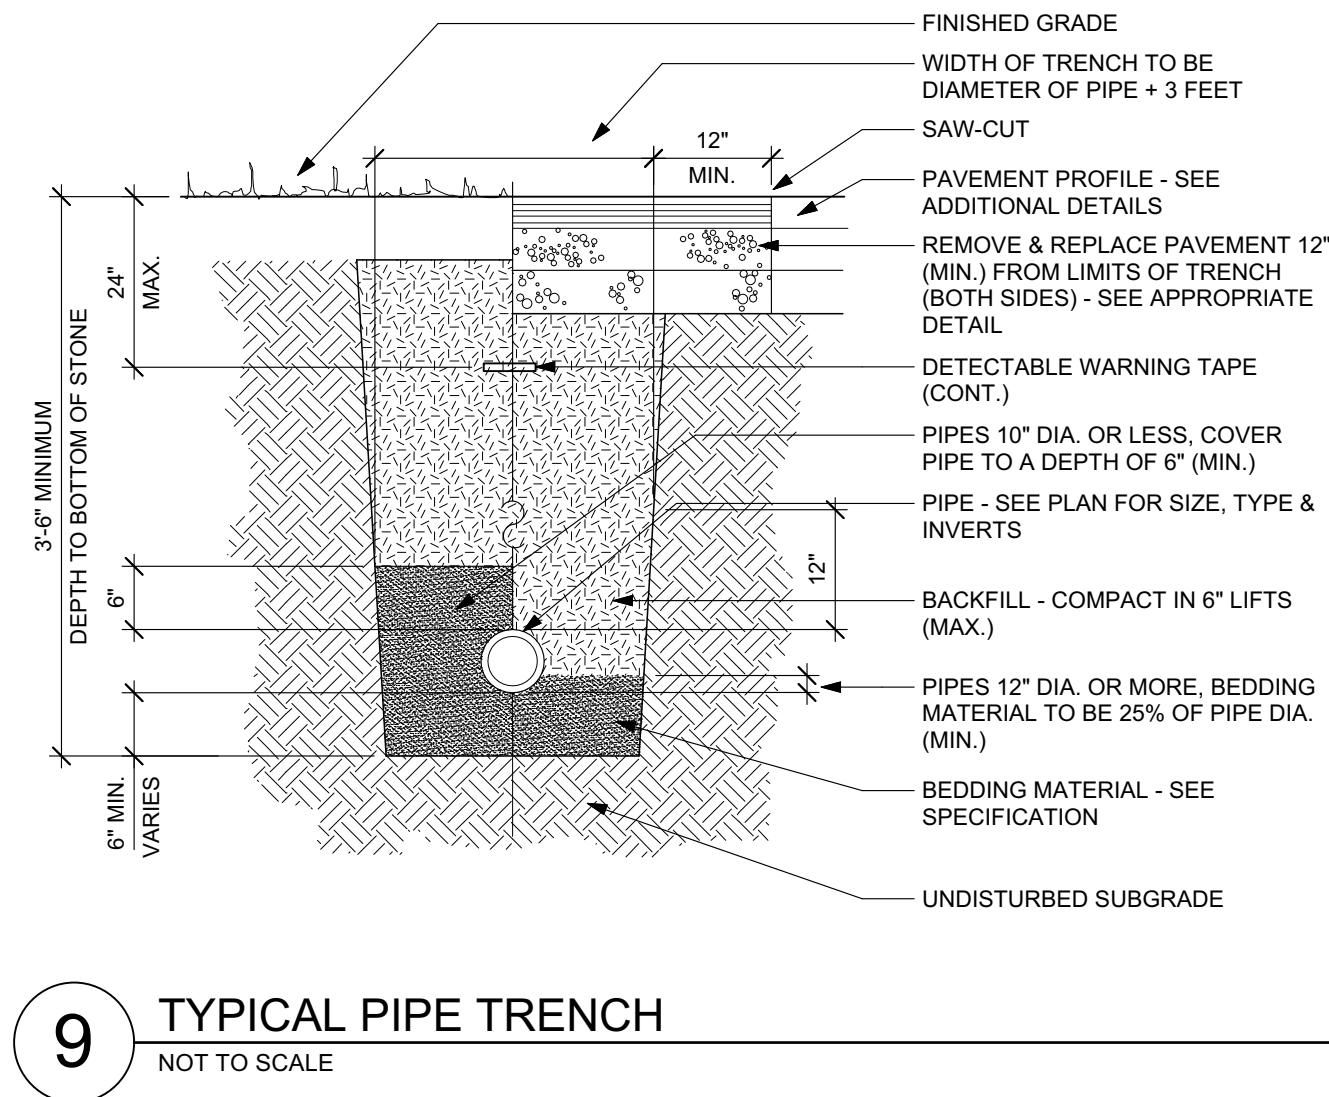 FINISHED GRADE
WIDTH OF TRENCH TO BE
DIAMETER OF PIPE + 3 FEET
SAW-CUT
12"
MIN.
PAVEMENT PROFILE - SEE
ADDITIONAL DETAILS
REMOVE & REPLACE PAVEMENT 12"
(MIN.) FROM LIMITS OF TRENCH
(BOTH SIDES) - SEE APPROPRIATE
DETAIL
24"
MAX.
DETECTABLE WARNING TAPE
(CONT.)
3'-6" MINIMUM
DEPTH TO BOTTOM OF STONE
PIPES 10" DIA. OR LESS, COVER
PIPE TO A DEPTH OF 6" (MIN.)
PIPE - SEE PLAN FOR SIZE, TYPE &
INVERTS
12"
6"
BACKFILL - COMPACT IN 6" LIFTS
(MAX.)
PIPES 12" DIA. OR MORE, BEDDING
MATERIAL TO BE 25% OF PIPE DIA.
(MIN.)
6" MIN.
VARIES
BEDDING MATERIAL - SEE
SPECIFICATION
UNDISTURBED SUBGRADE
9
TYPICAL PIPE TRENCH
NOT TO SCALE